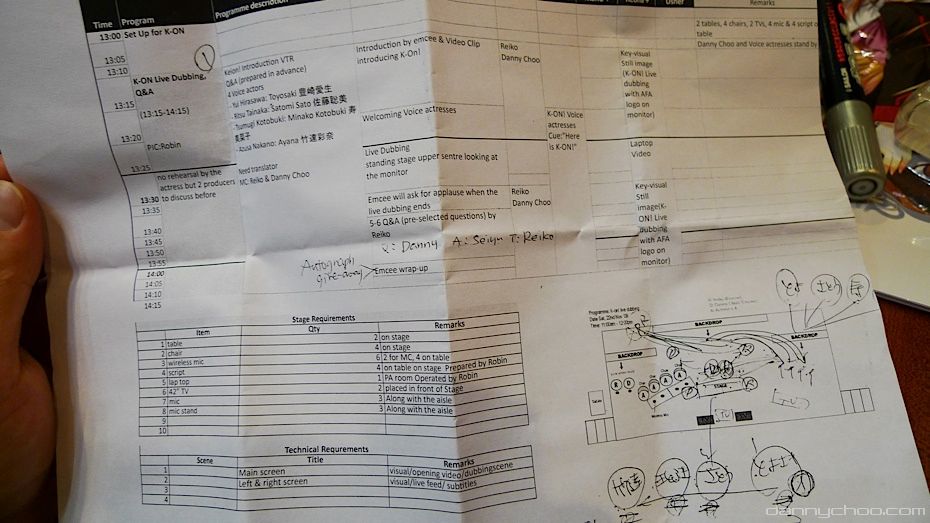 Time Program Programme description Usher Remarks
13:00 Set Up for K-ON
2 tables, 4 chairs, 2 TVs, 4 mic & 4 script o
table
Danny Choo and Voice actresses stand by
13:05
13:10
K-ON Live Dubbing,
Q&A
13:15
(13:15-14:15)
13:20
PIC:Robin
13:25
no rehearsal by the
actress but 2 producers
13:30 to discuss before
13:35
13:40
13:45
13:50
13:55
14:00
14:05
14:10
14:15
Keion! Introduction VTR
Q&A (prepared in advance)
4 Voice actors
- Yui Hirasawa: Toyosaki 豊崎愛生
- Ritsu Tainaka: Satomi Sato 佐藤聡美
- Tsumugi Kotobuki: Minako Kotobuki 寿
美菜子
- Azusa Nakano: Ayana 竹達彩奈
Need translator
MC: Reiko & Danny Choo
Introduction by emcee & Video Clip
introducing K-On!
Welcoming Voice actresses
Live Dubbing
standing stage upper sentre looking at
the monitor
Emcee will ask for applause when the
live dubbing ends
5-6 Q&A (pre-selected questions) by
Reiko
Q: Danny A: Seiyu T: Reiko
Autograph
give-away
Emcee wrap-up
Reiko
Danny Choo
Reiko
Danny Choo
K-ON! Voice
actresses
Cue:"Here
is K-ON!"
Key-visual
Still image
(K-ON! Live
dubbing
with AFA
logo on
monitor)
Laptop
Video
Key-visual
Still
image(K-
ON! Live
dubbing
with AFA
logo on
monitor)
Stage Requirements
Item Qty Remarks
1 table 2 on stage
2 chair 4 on stage
3 wireless mic 6 2 for MC, 4 on table
4 script 4 on table on stage Prepared by Robin
5 lap top 1 PA room Operated by Robin
6 42" TV 2 placed in front of Stage
7 mic 3 Along with the aisle
8 mic stand 3 Along with the aisle
9
10
Technical Requrements
Scene Title Remarks
1 Main screen visual/opening video/dubbingscene
2 Left & right screen visual/live feed/ subtitles
3
4
Programme: K-on! live dubbing
Date:Sat, 22nd Nov. 09
Time: 11:00am - 12:00pm
BACKDROP
BACKDROP
BACKDROP
STAGE
dannychoo.com